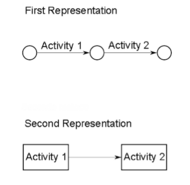 First Representation
Activity 1 Activity 2
Second Representation
Activity 1 Activity 2